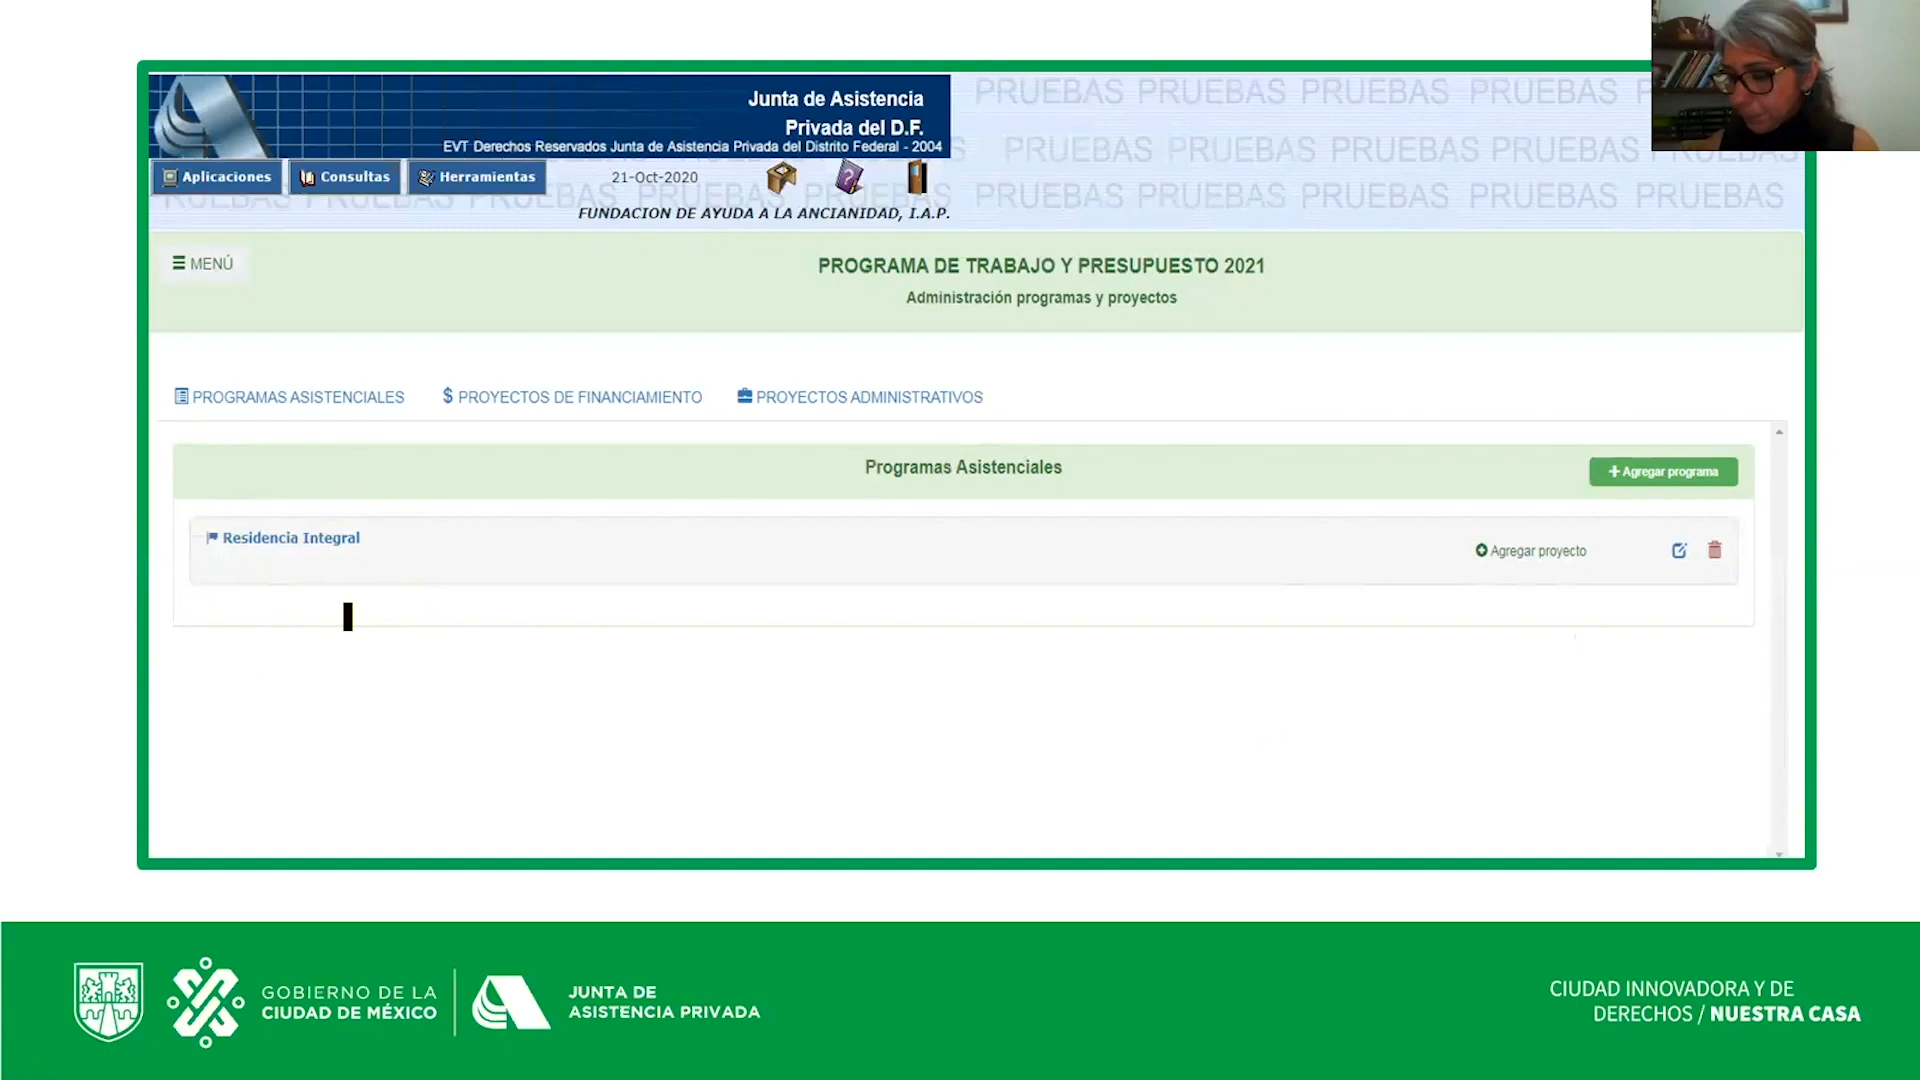 Junta de Asistencia
Privada del D.F.
EVT Derechos Reservados Junta de Asistencia Privada del Distrito Federal - 2004
PRUEBAS PRUEBAS PRUEBAS PRUEBAS
PRUEBAS PRUEBAS PRUEBAS PRUEBAS
Aplicaciones
Consultas
Herramientas
21-Oct-2020
PRUEBAS PRUEBAS PRUEBAS PRUEBAS PRUEBAS
FUNDACION DE AYUDA A LA ANCIANIDAD, I.A.P.
MENÚ
PROGRAMA DE TRABAJO Y PRESUPUESTO 2021
Administración programas y proyectos
PROGRAMAS ASISTENCIALES
$ PROYECTOS DE FINANCIAMIENTO
PROYECTOS ADMINISTRATIVOS
Programas Asistenciales
+ Agregar programa
Residencia Integral
Agregar proyecto
GOBIERNO DE LA
CIUDAD DE MÉXICO
JUNTA DE
ASISTENCIA PRIVADA
CIUDAD INNOVADORA Y DE
DERECHOS / NUESTRA CASA